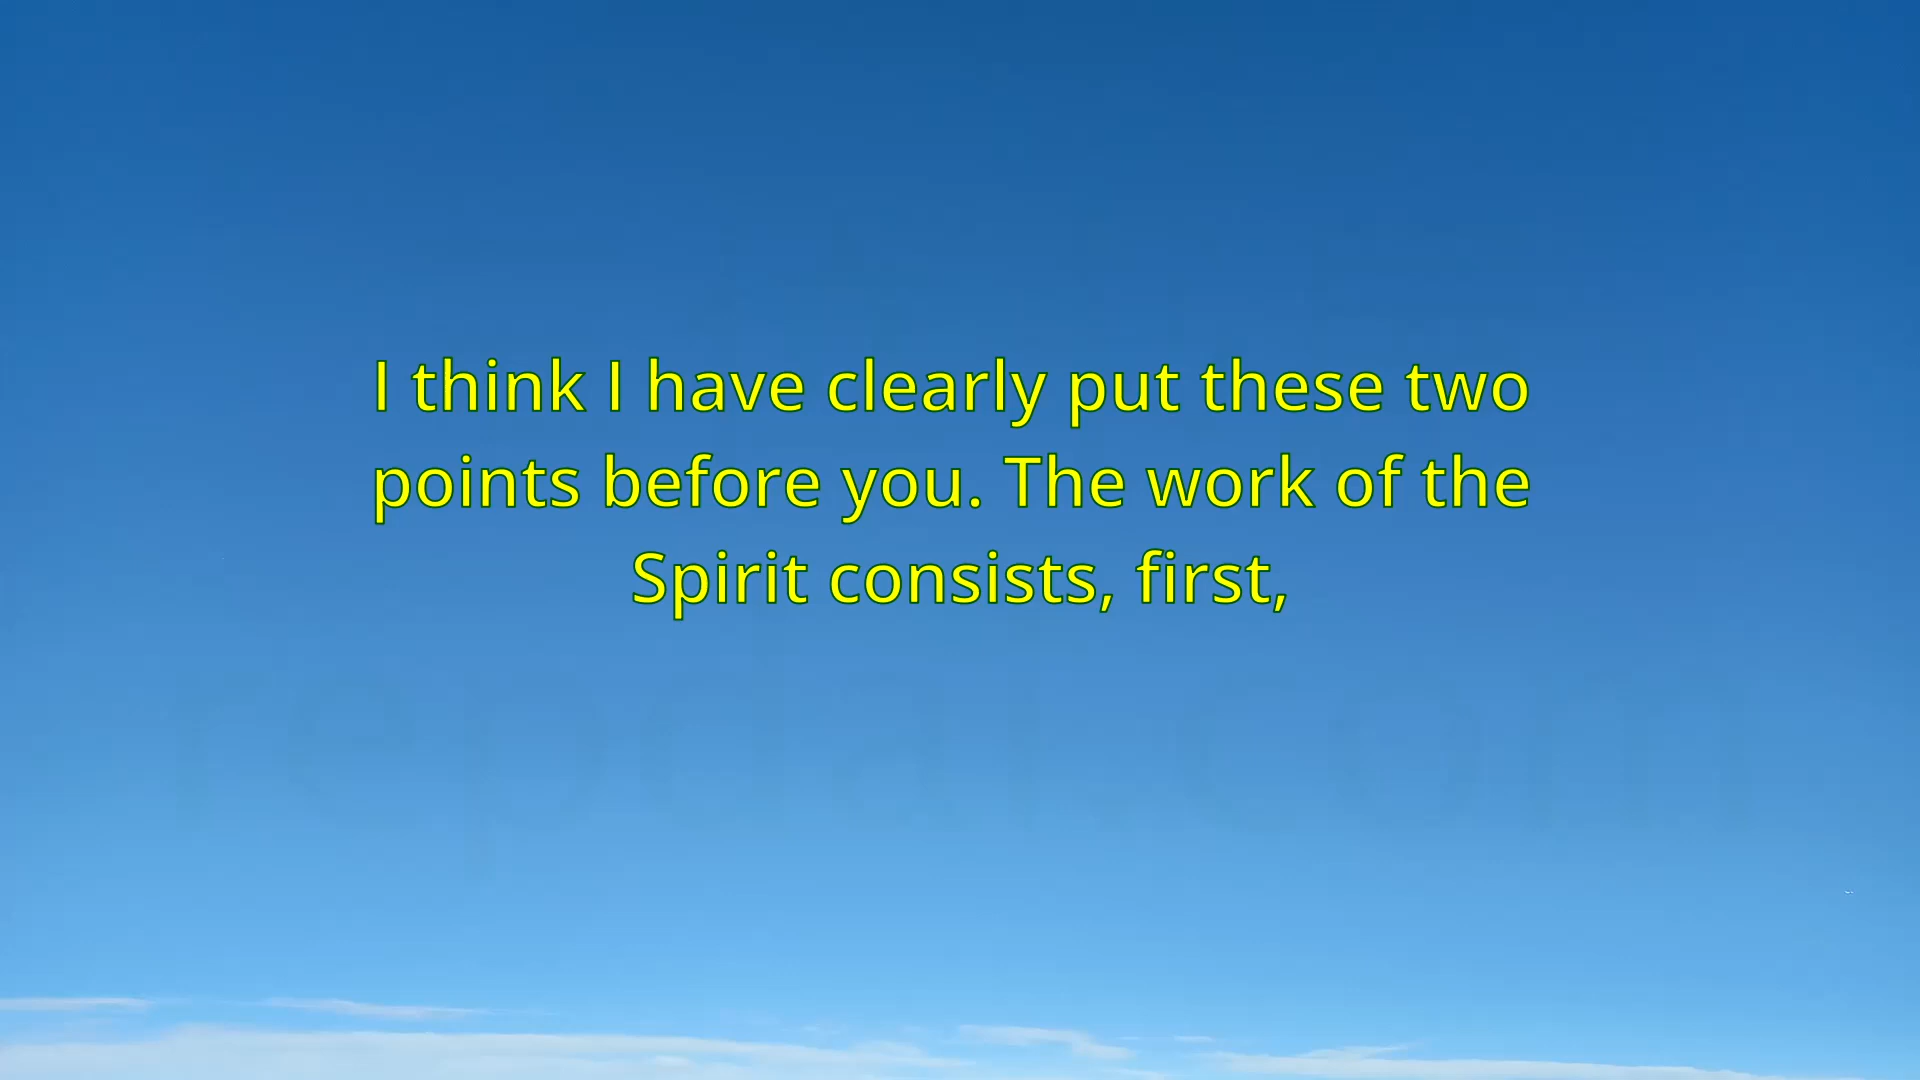 I think I have clearly put these two
points before you. The work of the
Spirit consists, first,